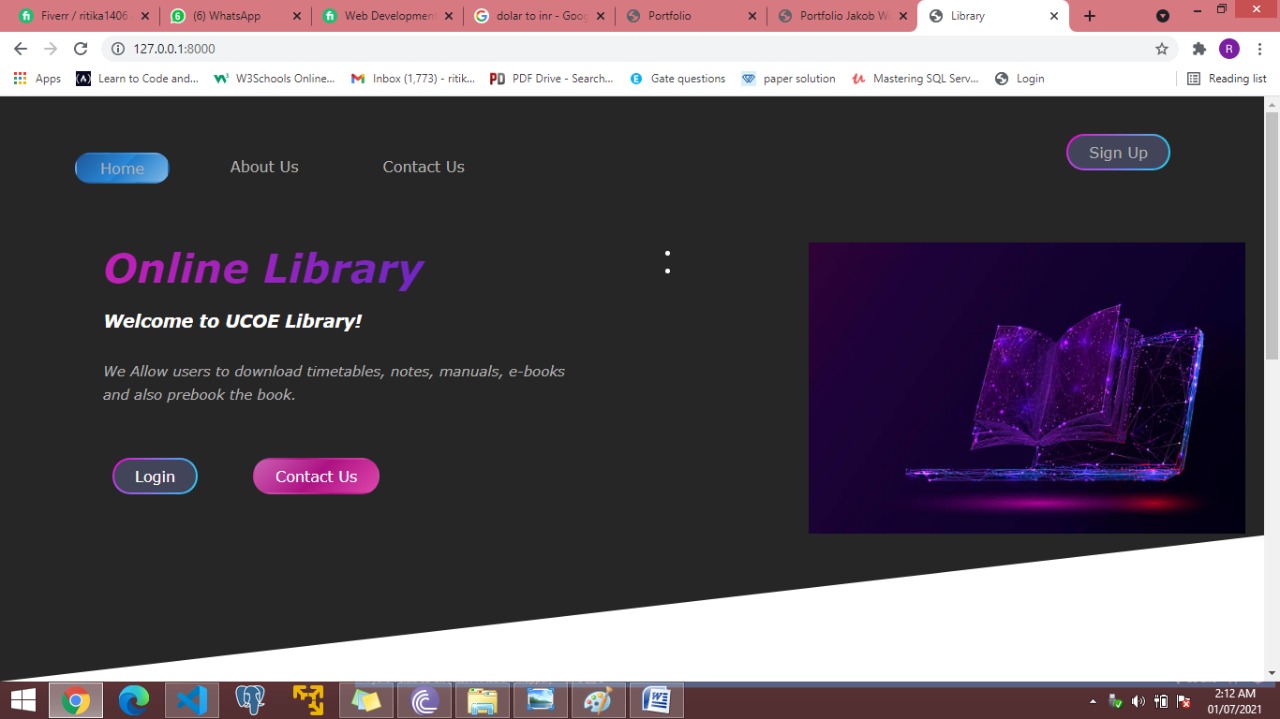 Fiverr / ritika1406
(6) WhatsApp
Web Development
dolar to inr - Goog
Portfolio
Portfolio Jakob W
Library
127.0.0.1:8000
R
Apps
Learn to Code and...
W3Schools Online...
Inbox (1,773) - ritik...
PDF Drive - Search...
Gate questions
paper solution
Mastering SQL Serv...
Login
Reading list
Home
About Us
Contact Us
Sign Up
Online Library
:
Welcome to UCOE Library!
We Allow users to download timetables, notes, manuals, e-books
and also prebook the book.
Login
Contact Us
2:12 AM
01/07/2021